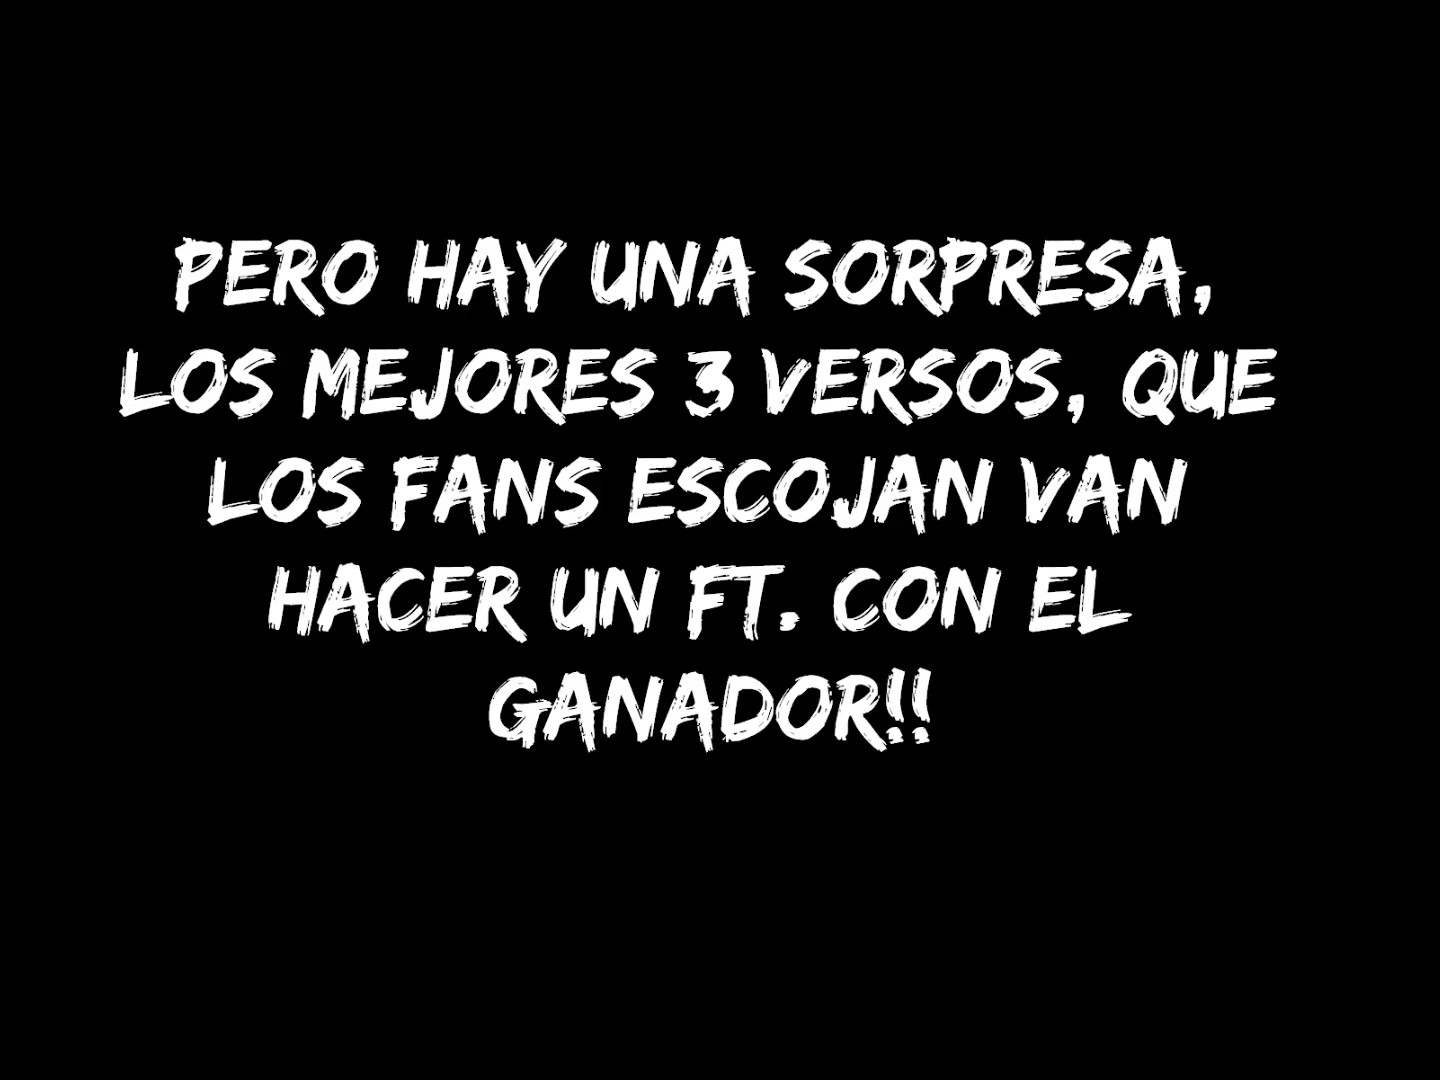 PERO HAY UNA SORPRESA,
LOS MEJORES 3 VERSOS, QUE
LOS FANS ESCOJAN VAN
HACER UN FT. CON EL
GANADOR!!